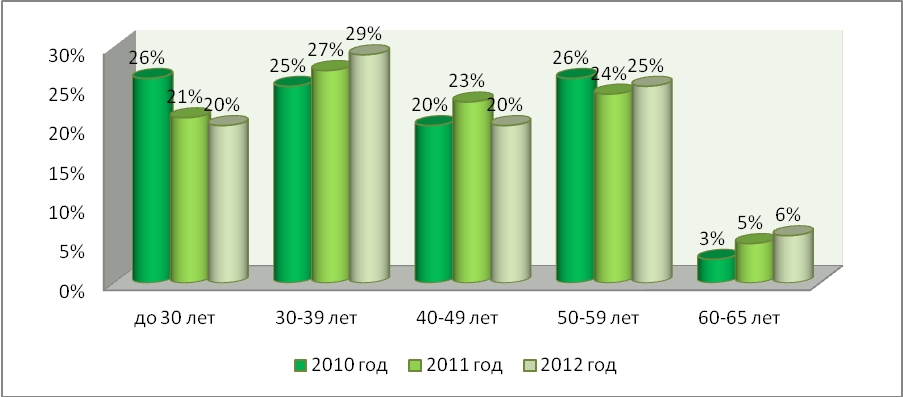 30%
25%
20%
15%
10%
5%
0%
26% 21% 20%
25% 27% 29%
20% 23% 20%
26% 24% 25%
3% 5% 6%
до 30 лет 30-39 лет 40-49 лет 50-59 лет 60-65 лет
2010 год 2011 год 2012 год